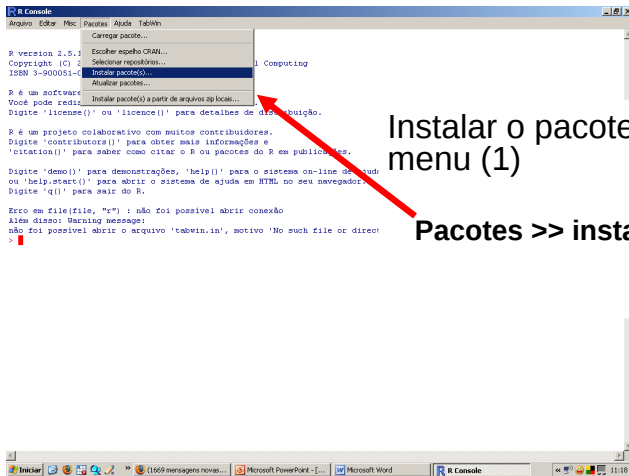 R Console
Arquivo Editar Misc Pacotes Ajuda TabWin
Carregar pacote...
Escolher espelho CRAN...
Selecionar repositórios...
Instalar pacote(s)...
Atualizar pacotes...
Instalar pacote(s) a partir de arquivos zip locais...
R version 2.5.1
Copyright (C) 2 l Computing
ISBN 3-900051-0
R é um software
Você pode redis
Digite 'license()' ou 'licence()' para detalhes de distribuição.
R é um projeto colaborativo com muitos contribuidores.
Digite 'contributors()' para obter mais informações e
'citation()' para saber como citar o R ou pacotes do R em publicações.
Digite 'demo()' para demonstrações, 'help()' para o sistema on-line de ajuda
ou 'help.start()' para abrir o sistema de ajuda em HTML no seu navegador.
Digite 'q()' para sair do R.
Erro em file(file, "r") : não foi possível abrir conexão
Além disso: Warning message:
não foi possível abrir o arquivo 'tabwin.in', motivo 'No such file or direct
>
Instalar o pacote
menu (1)
Pacotes >> insta
Iniciar » (1669 mensagens novas... Microsoft PowerPoint - [... Microsoft Word R Console « 11:18